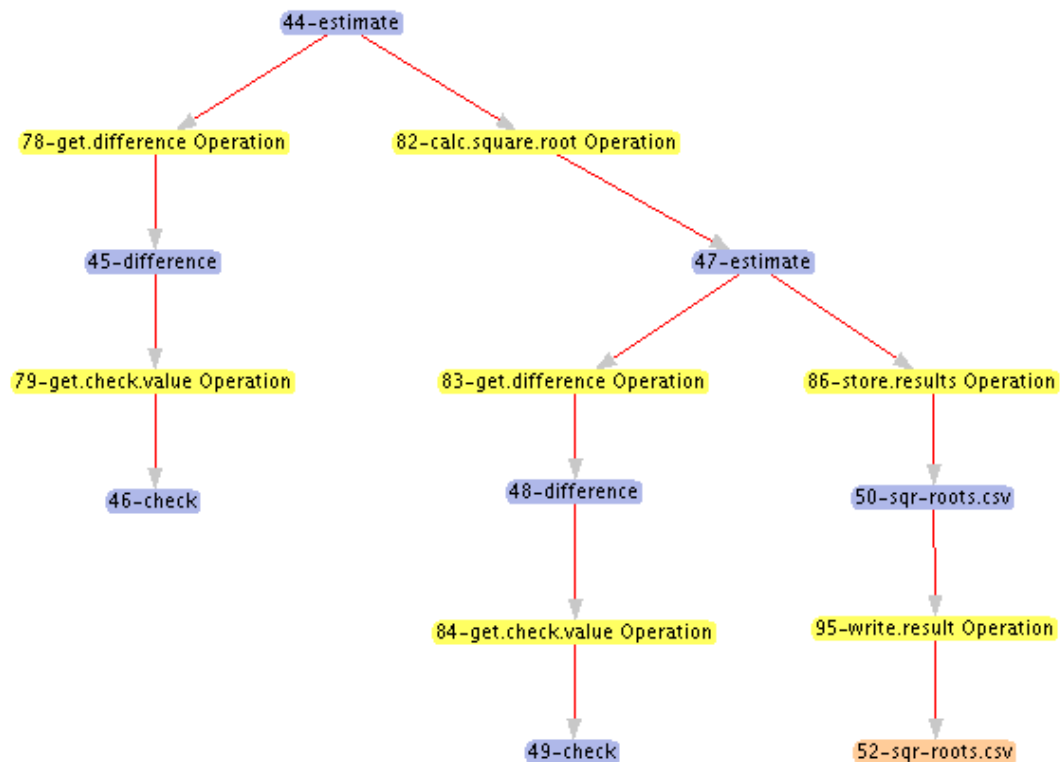 44-estimate
78-get.difference Operation
82-calc.square.root Operation
45-difference
47-estimate
79-get.check.value Operation
83-get.difference Operation
86-store.results Operation
46-check
48-difference
50-sqr-roots.csv
84-get.check.value Operation
95-write.result Operation
49-check
52-sqr-roots.csv